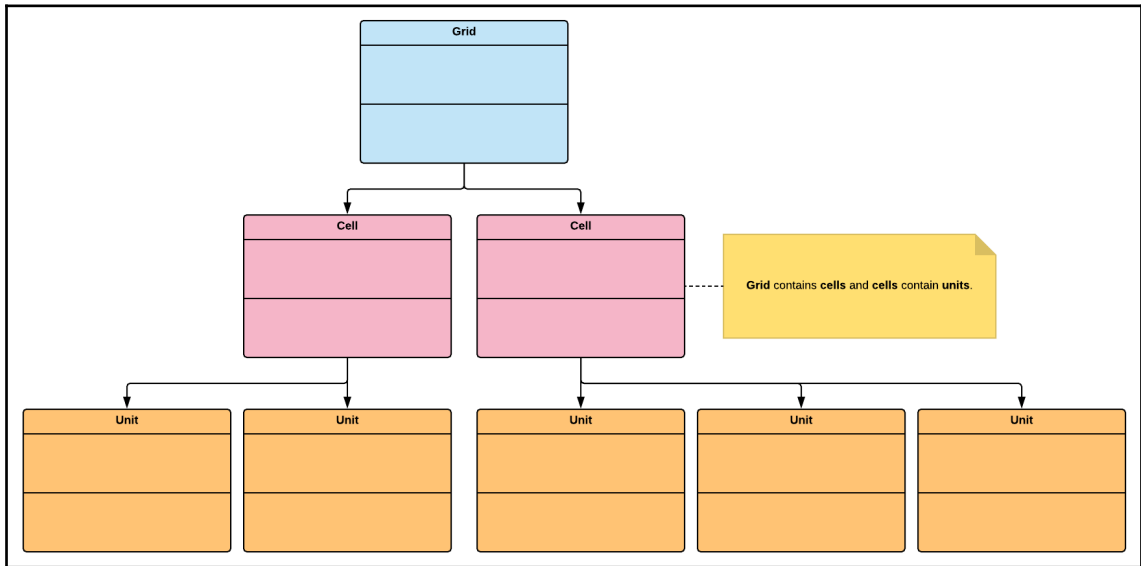 Grid
Cell
Cell
Grid contains cells and cells contain units.
Unit
Unit
Unit
Unit
Unit